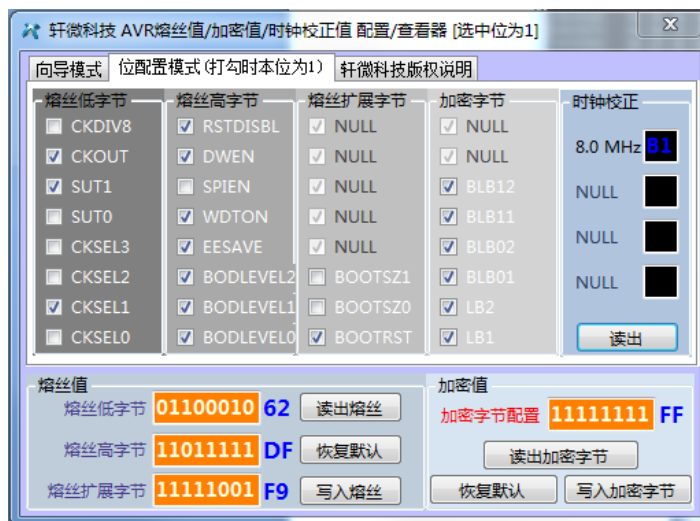 轩微科技 AVR熔丝值/加密值/时钟校正值 配置/查看器 [选中位为1]
向导模式 位配置模式(打勾时本位为1) 轩微科技版权说明
熔丝低字节 熔丝高字节 熔丝扩展字节 加密字节 时钟校正
CKDIV8 RSTDISBL NULL NULL 8.0 MHz B1
CKOUT DWEN NULL NULL
SUT1 SPIEN NULL BLB12 NULL
SUT0 WDTON NULL BLB11 NULL
CKSEL3 EESAVE NULL BLB02
CKSEL2 BODLEVEL2 BOOTSZ1 BLB01 NULL
CKSEL1 BODLEVEL1 BOOTSZ0 LB2
CKSEL0 BODLEVEL0 BOOTRST LB1 读出
熔丝值 加密值
熔丝低字节 01100010 62 读出熔丝 加密字节配置 11111111 FF
熔丝高字节 11011111 DF 恢复默认 读出加密字节
熔丝扩展字节 11111001 F9 写入熔丝 恢复默认 写入加密字节